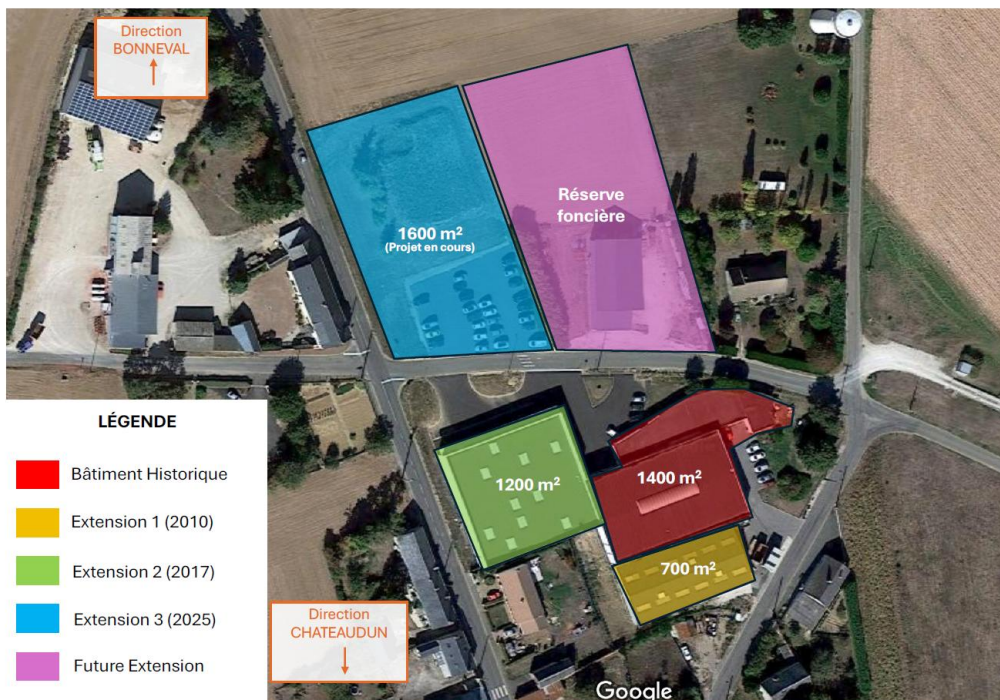 Direction
BONNEVAL
Réserve
foncière
1600 m²
(Projet en cours)
1200 m²
1400 m²
700 m²
LÉGENDE
Bâtiment Historique
Extension 1 (2010)
Extension 2 (2017)
Extension 3 (2025)
Future Extension
Direction
CHATEAUDUN
Google